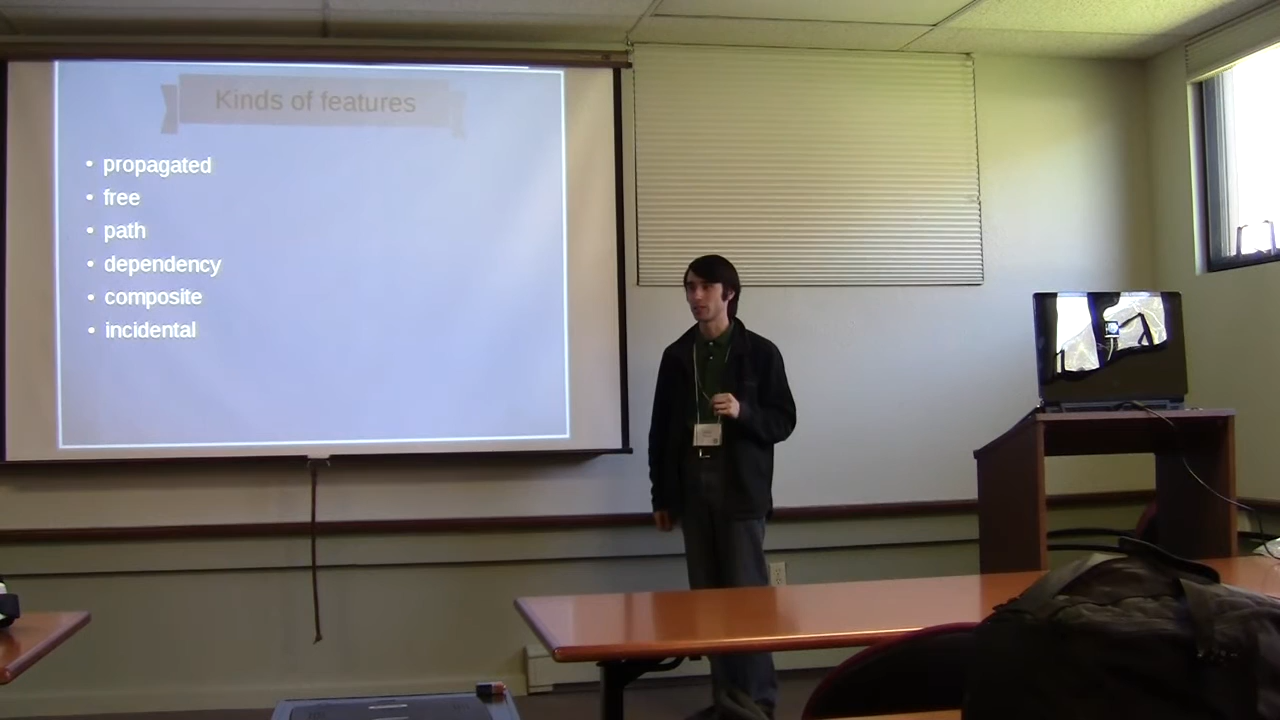 Kinds of features
• propagated
• free
• path
• dependency
• composite
• incidental